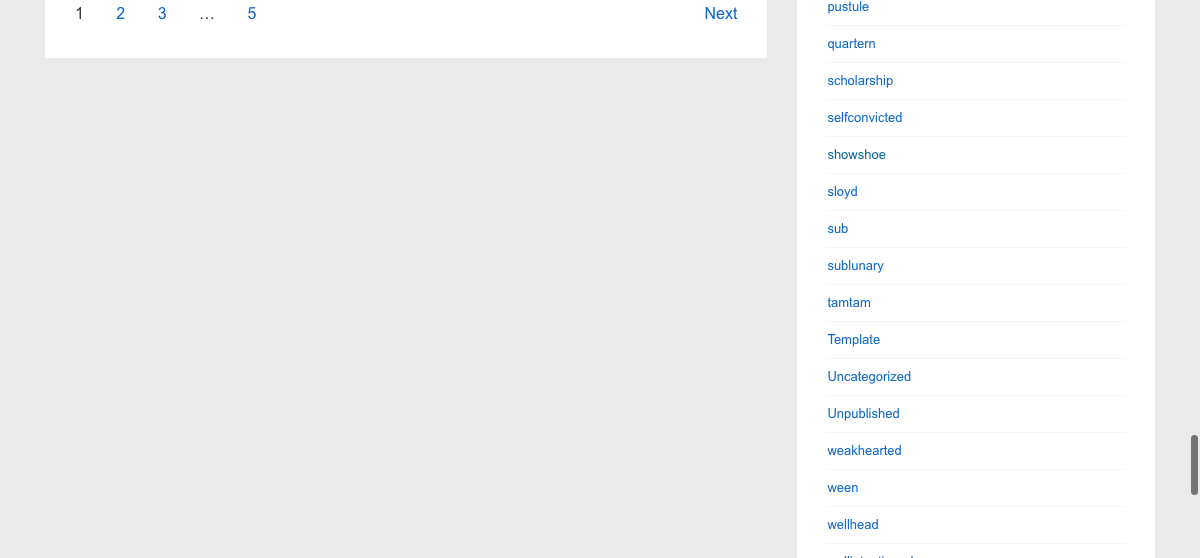 1 2 3 … 5 Next
pustule
quartern
scholarship
selfconvicted
showshoe
sloyd
sub
sublunary
tamtam
Template
Uncategorized
Unpublished
weakhearted
ween
wellhead